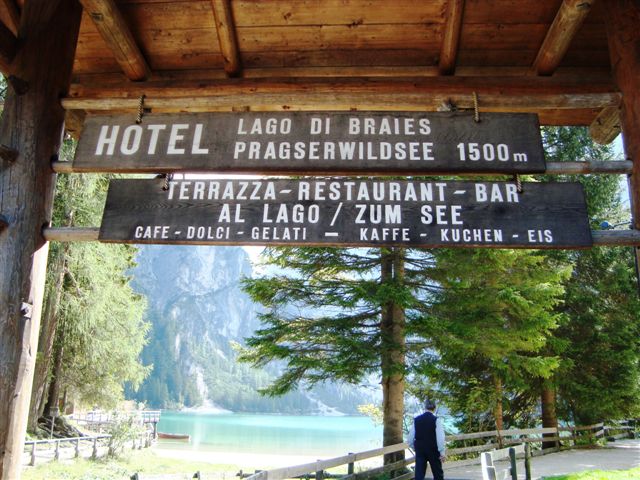 HOTEL LAGO DI BRAIES
PRAGSERWILDSEE 1500m
TERRAZZA-RESTAURANT-BAR
AL LAGO / ZUM SEE
CAFE-DOLCI-GELATI - KAFFE-KUCHEN-EIS